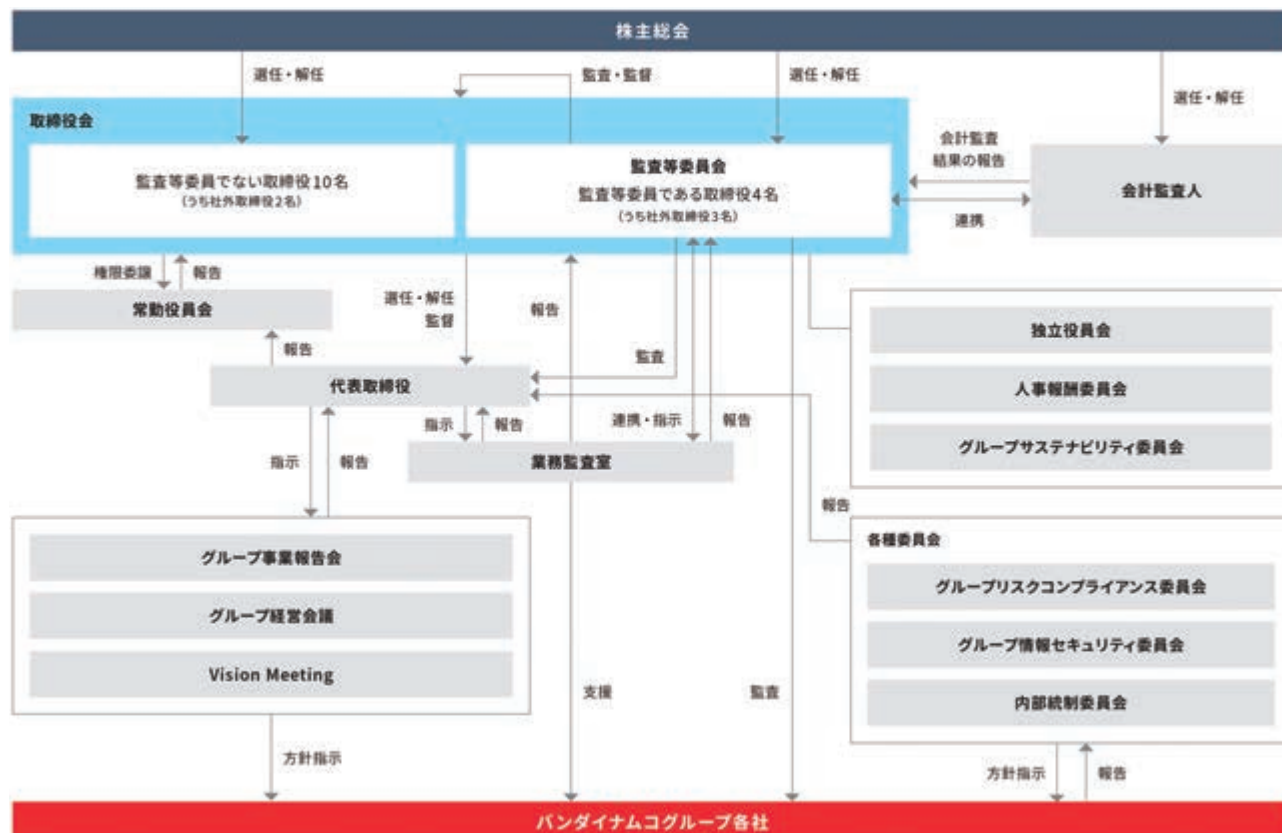 株主総会
選任・解任
監査・監督
選任・解任
選任・解任
取締役会
監査等委員でない取締役10名
(うち社外取締役2名)
監査等委員会
監査等委員である取締役4名
(うち社外取締役3名)
会計監査
結果の報告
連携
会計監査人
権限委譲
報告
常勤役員会
報告
選任・解任
監督
報告
監査
代表取締役
指示
報告
連携・指示
報告
業務監査室
独立役員会
人事報酬委員会
グループサステナビリティ委員会
指示
報告
報告
グループ事業報告会
グループ経営会議
Vision Meeting
各種委員会
グループリスクコンプライアンス委員会
グループ情報セキュリティ委員会
内部統制委員会
支援
監査
方針指示
方針指示
報告
バンダイナムコグループ各社